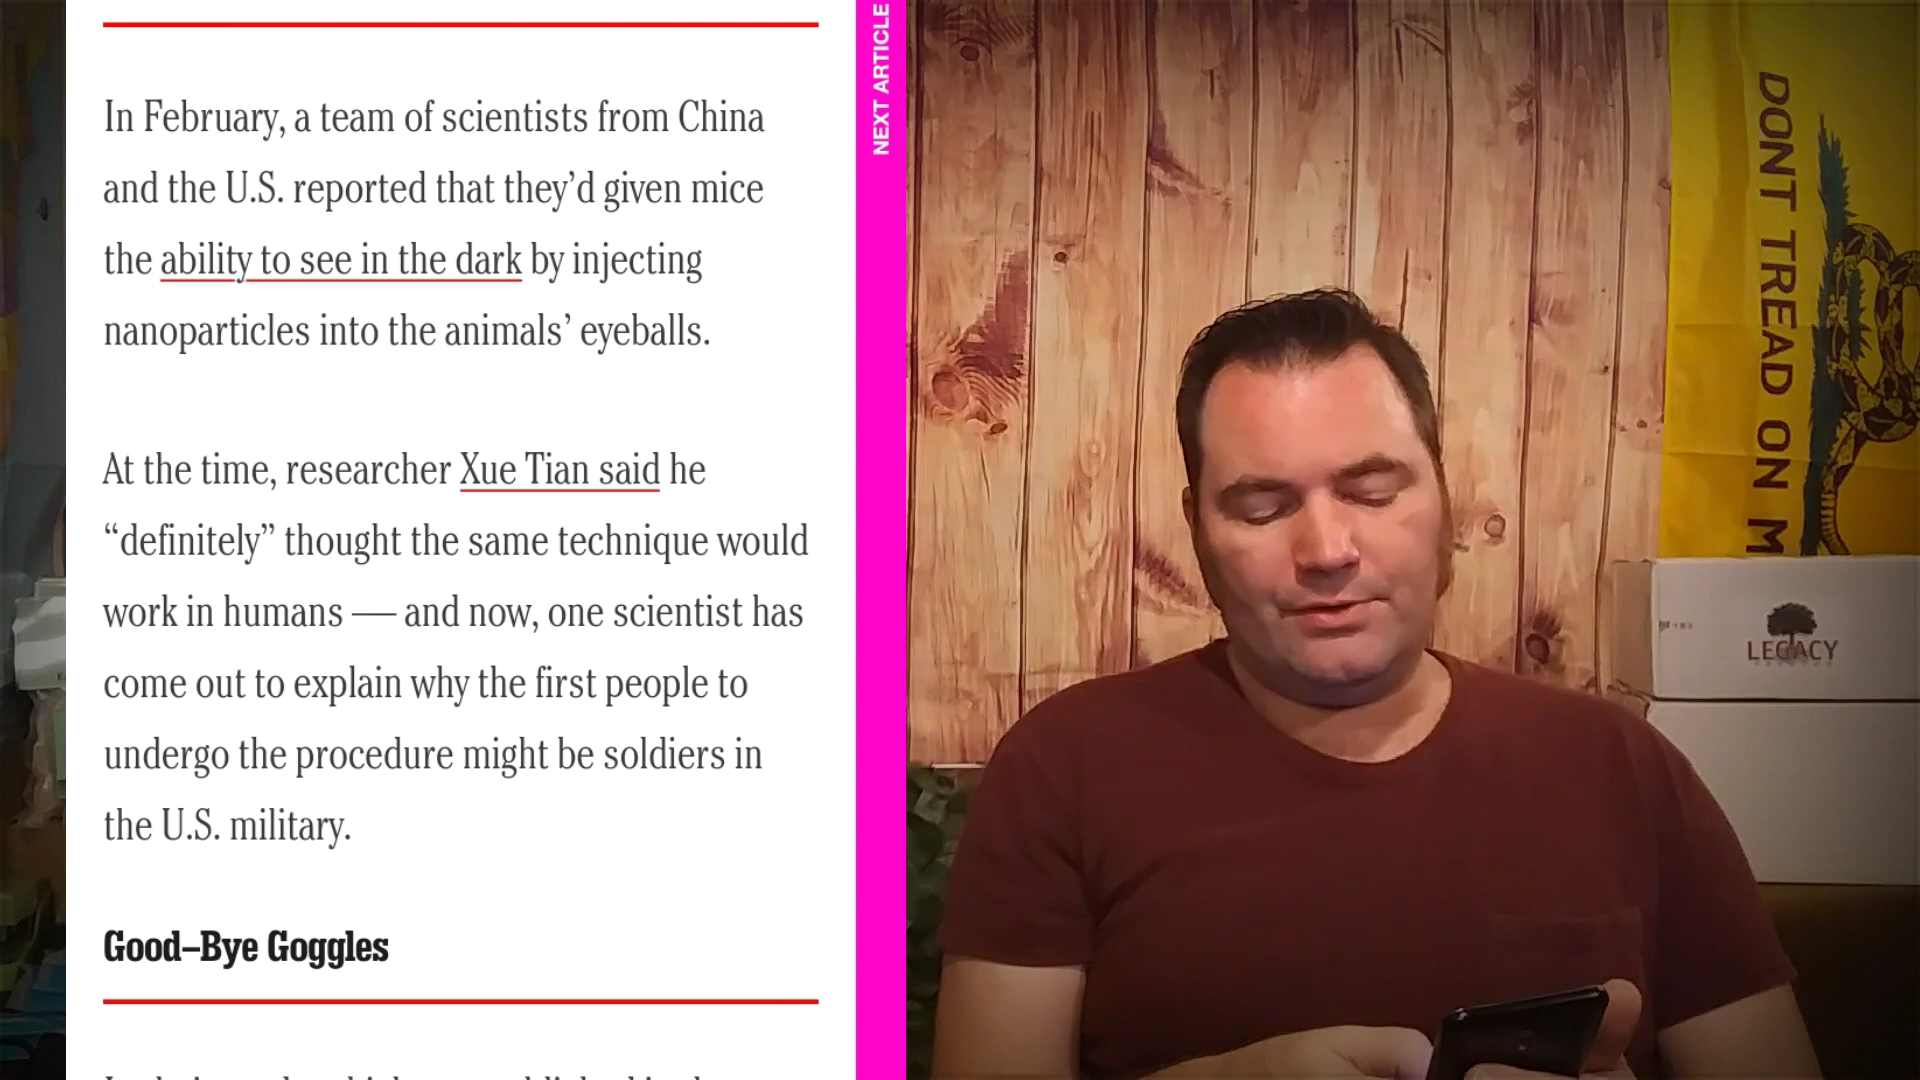 In February, a team of scientists from China
and the U.S. reported that they’d given mice
the ability to see in the dark by injecting
nanoparticles into the animals’ eyeballs.
At the time, researcher Xue Tian said he
“definitely” thought the same technique would
work in humans — and now, one scientist has
come out to explain why the first people to
undergo the procedure might be soldiers in
the U.S. military.
Good–Bye Goggles
NEXT ARTICLE
DONT TREAD ON
LEGACY